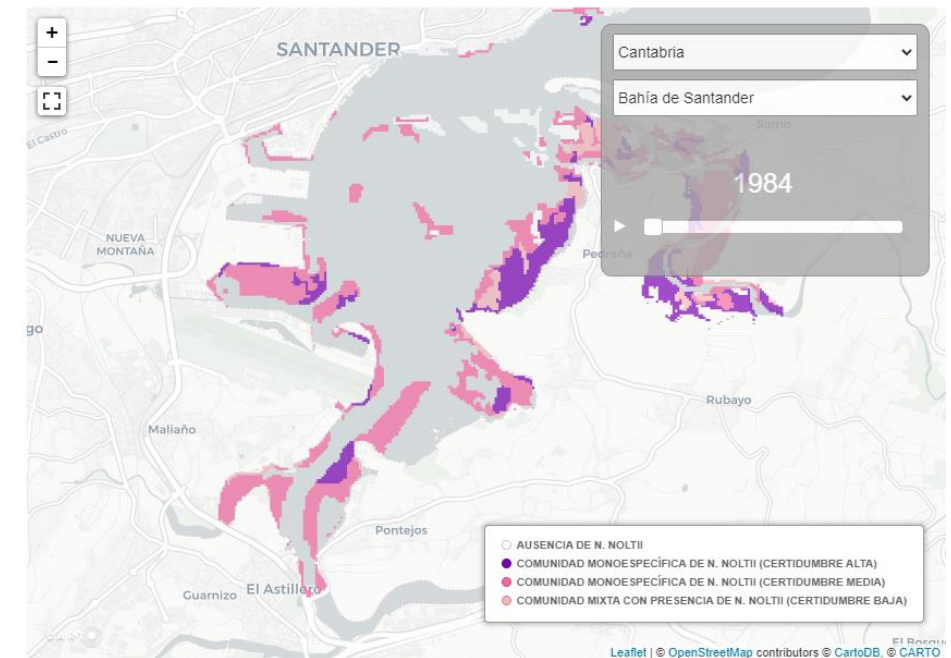 +
−
SANTANDER
Cantabria
Bahía de Santander
El Castro
Somo
1984
NUEVA
MONTAÑA
Pedreña
go
Rubayo
Maliaño
Pontejos
AUSENCIA DE N. NOLTII
COMUNIDAD MONOESPECÍFICA DE N. NOLTII (CERTIDUMBRE ALTA)
COMUNIDAD MONOESPECÍFICA DE N. NOLTII (CERTIDUMBRE MEDIA)
COMUNIDAD MIXTA CON PRESENCIA DE N. NOLTII (CERTIDUMBRE BAJA)
Guarnizo
El Astillero
CARTO
El Bosque
Leaflet | © OpenStreetMap contributors © CartoDB, © CARTO